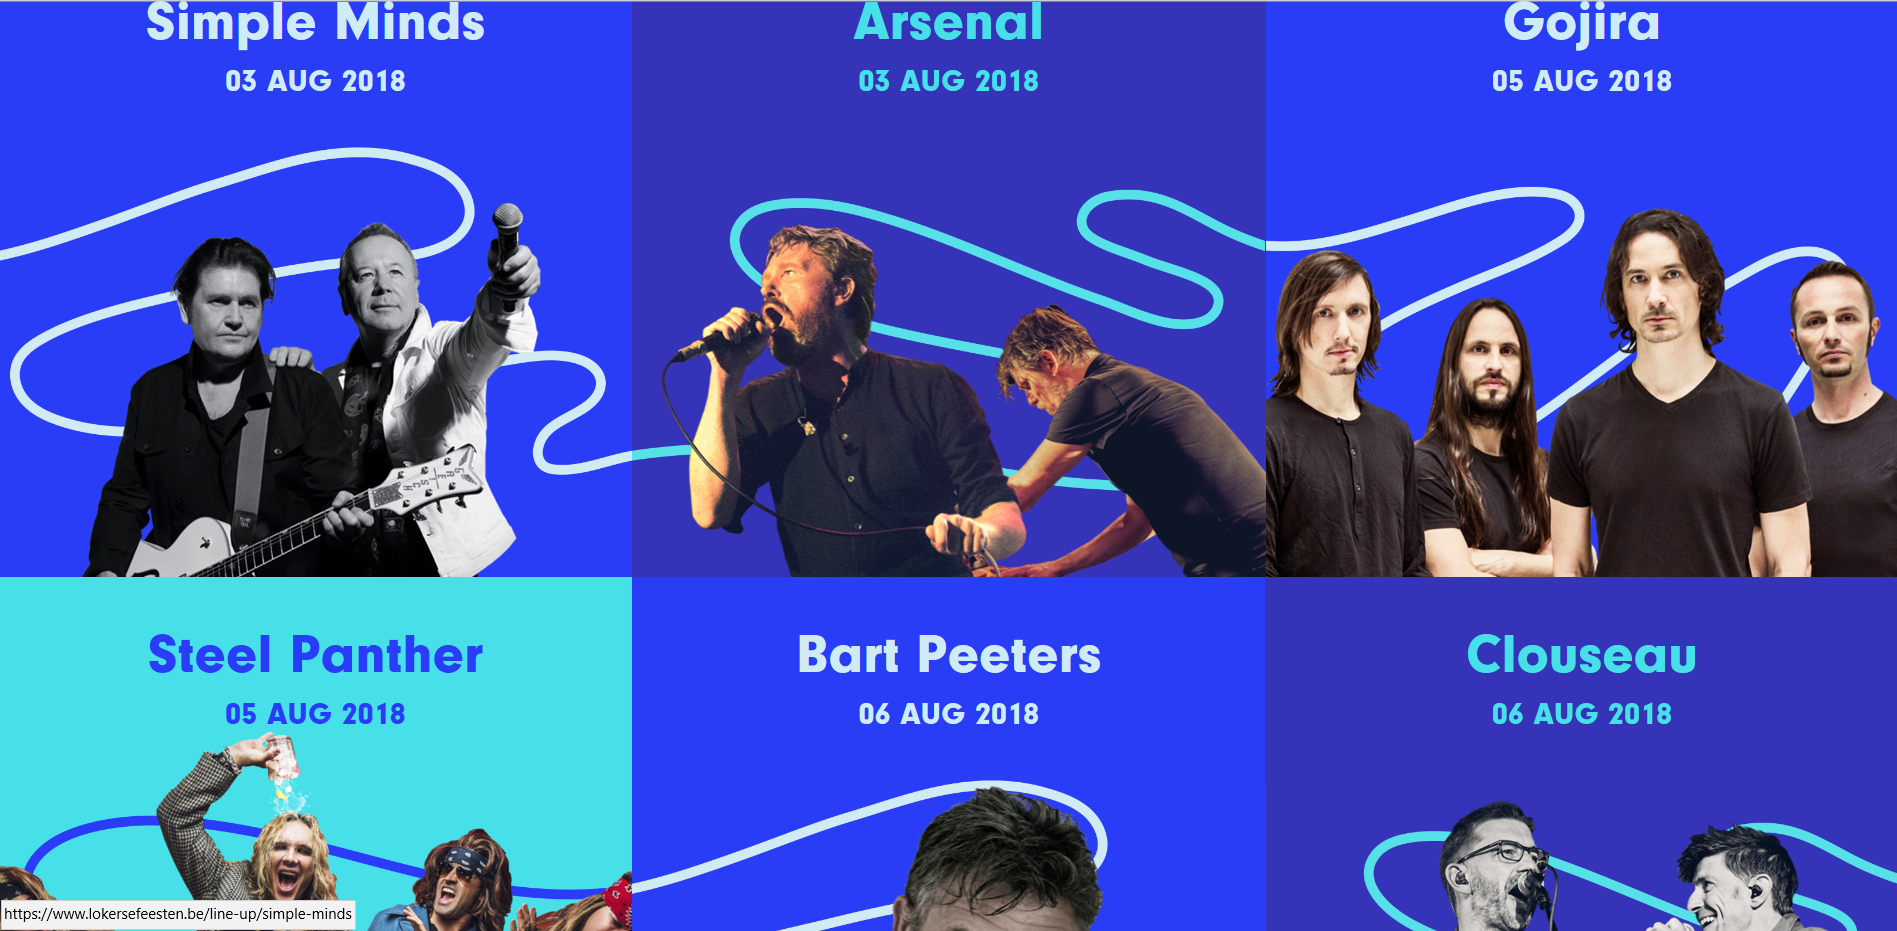 Simple Minds
03 AUG 2018
Arsenal
03 AUG 2018
Gojira
05 AUG 2018
Steel Panther
05 AUG 2018
Bart Peeters
06 AUG 2018
Clouseau
06 AUG 2018
GRETSCH
https://www.lokersefeesten.be/line-up/simple-minds